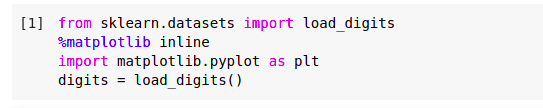 [1] from sklearn.datasets import load_digits
%matplotlib inline
import matplotlib.pyplot as plt
digits = load_digits()